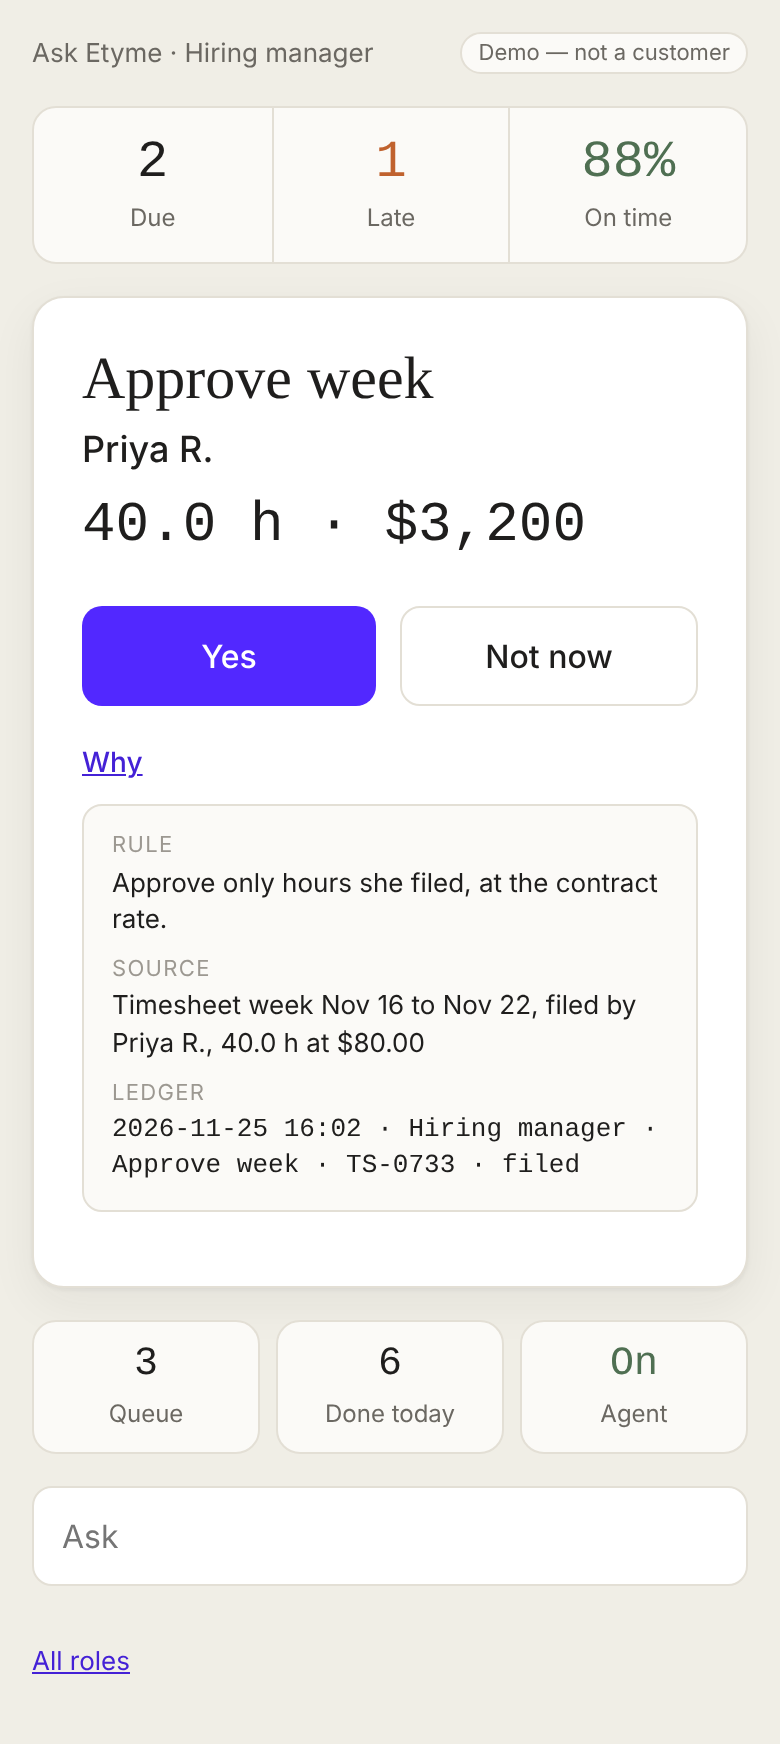 Ask Etyme · Hiring manager
Demo — not a customer
2
Due
1
Late
88%
On time
Approve week
Priya R.
40.0 h · $3,200
Yes
Not now
Why
RULE
Approve only hours she filed, at the contract
rate.
SOURCE
Timesheet week Nov 16 to Nov 22, filed by
Priya R., 40.0 h at $80.00
LEDGER
2026-11-25 16:02 · Hiring manager ·
Approve week · TS-0733 · filed
3
Queue
6
Done today
On
Agent
Ask
All roles